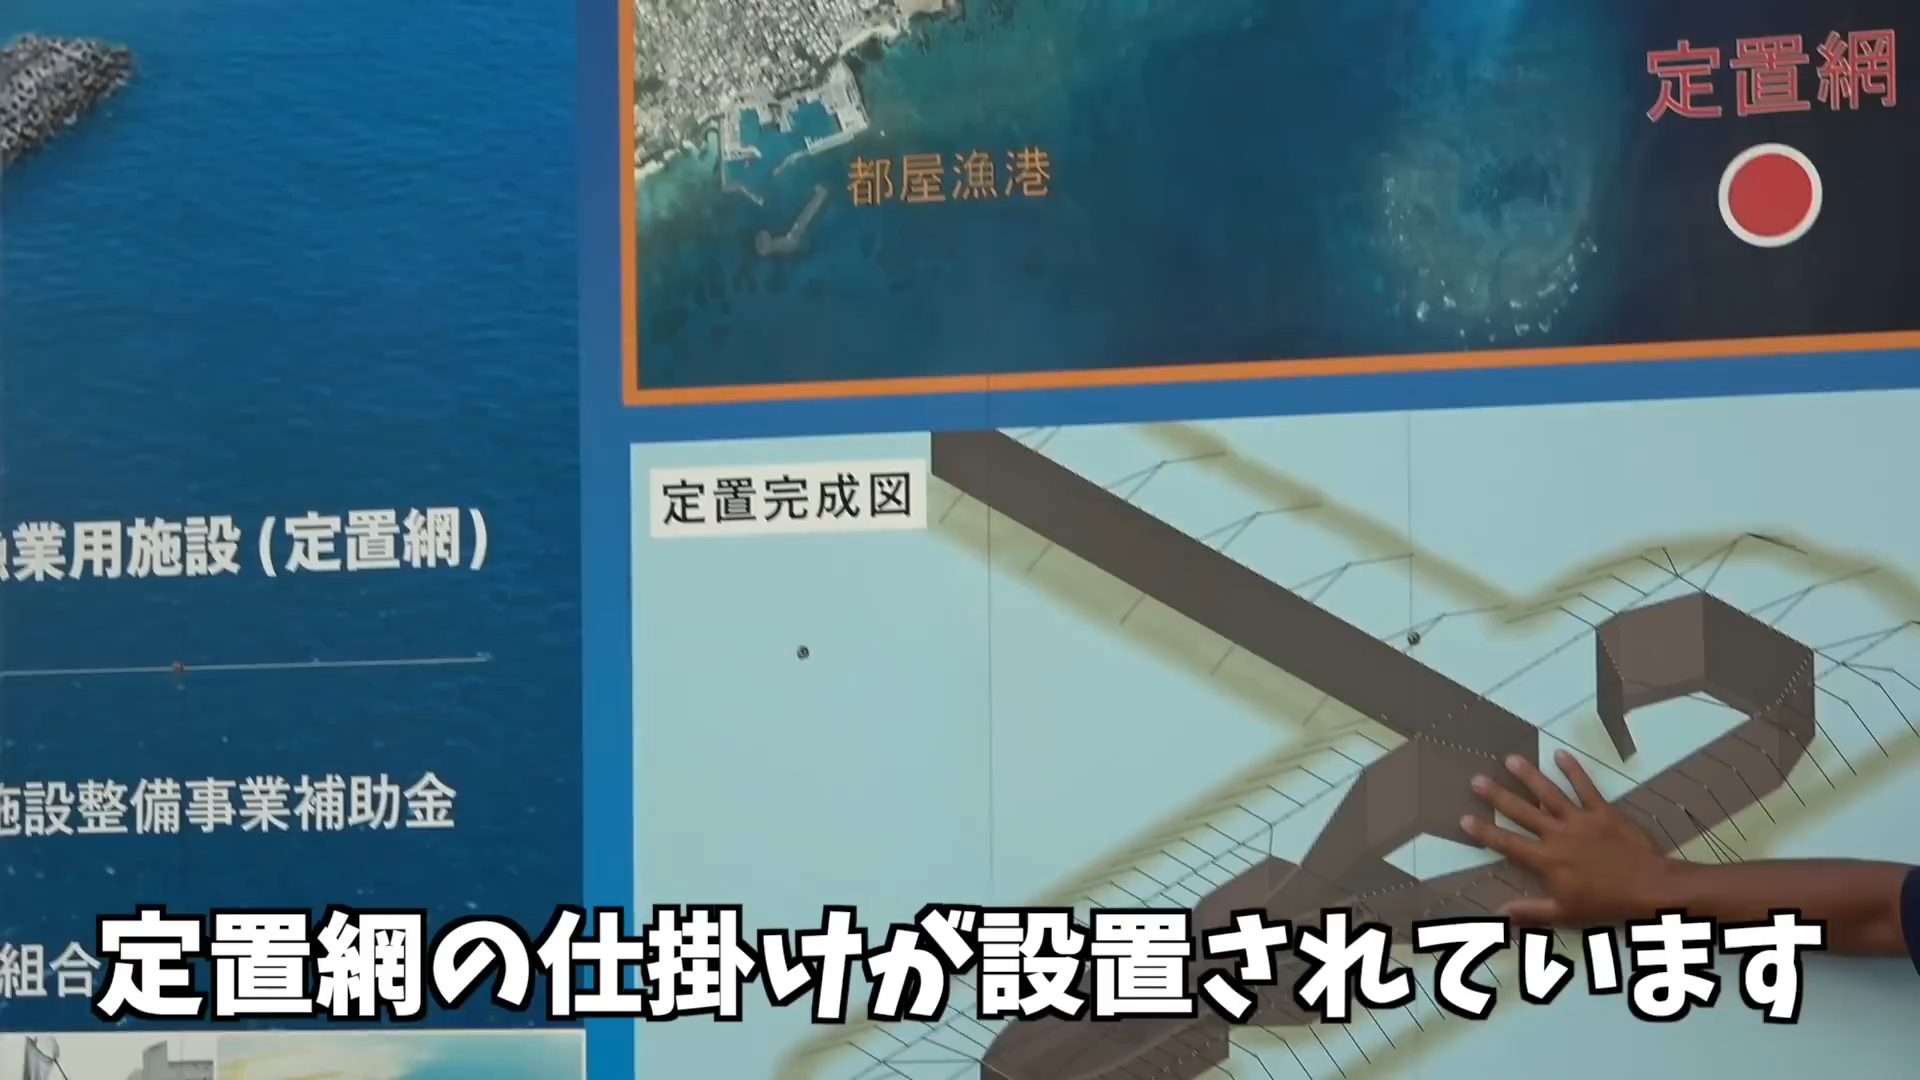 定置網
都屋漁港
定置完成図
業用施設(定置網)
施設整備事業補助金
組合
定置網の仕掛けが設置されています